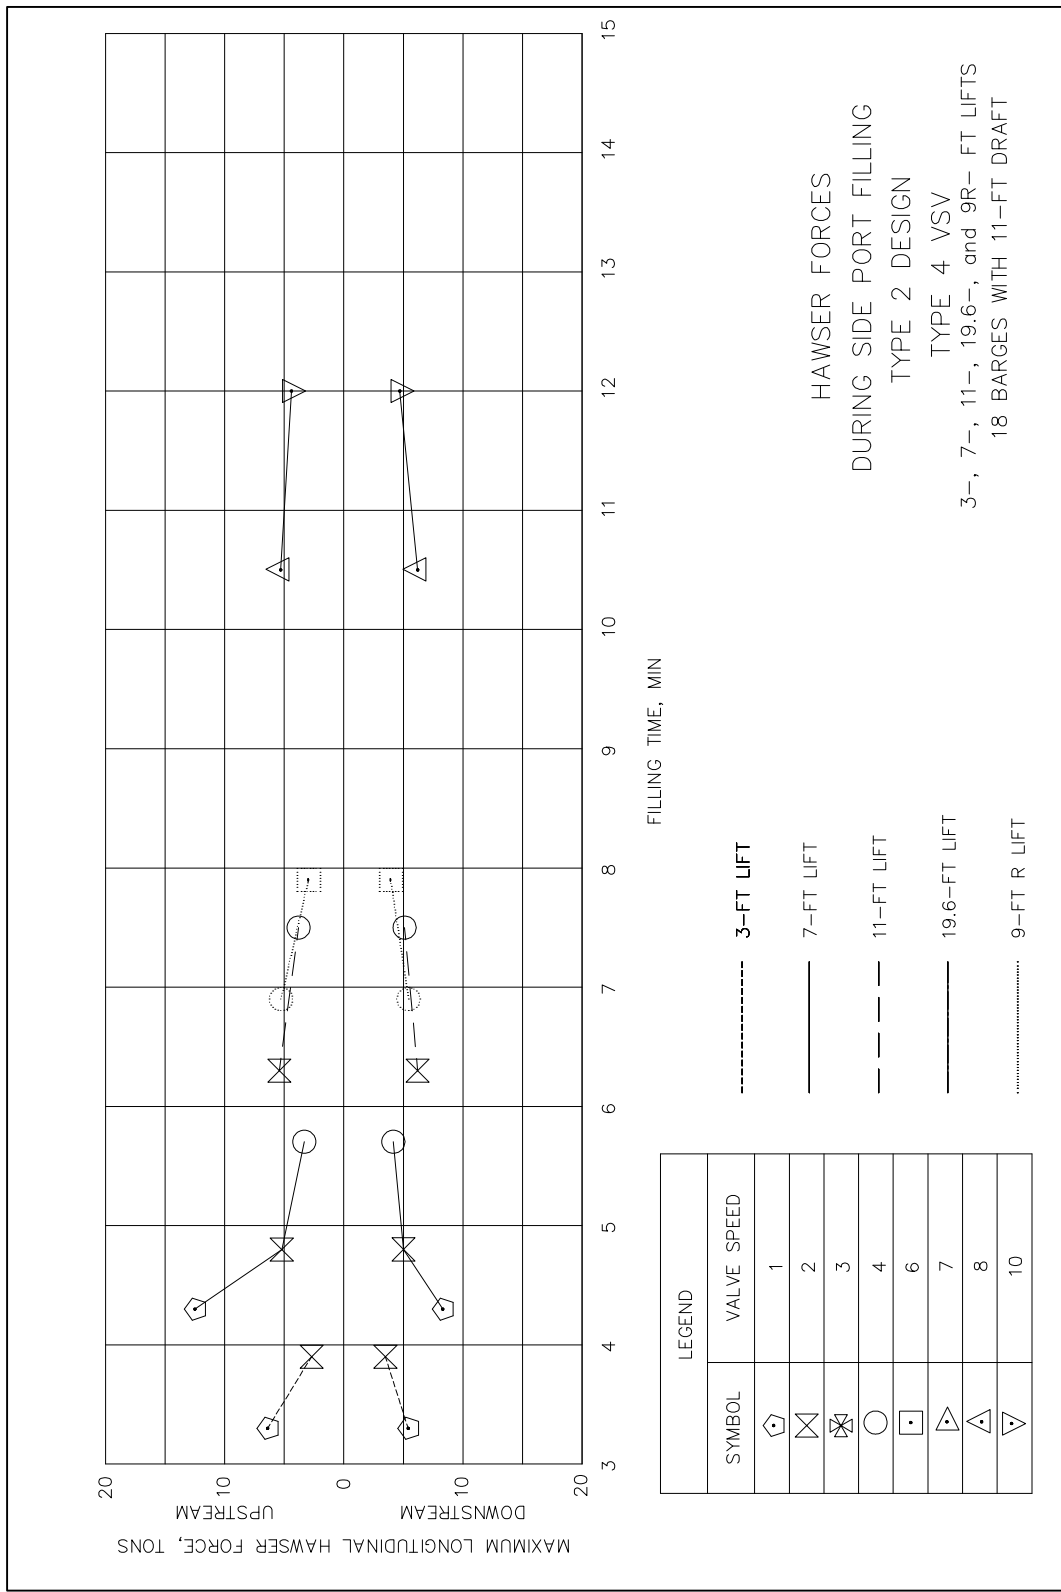 MAXIMUM LONGITUDINAL HAWSER FORCE, TONS
UPSTREAM
DOWNSTREAM
20
10
0
10
20
3 4 5 6 7 8 9 10 11 12 13 14 15
FILLING TIME, MIN
LEGEND
SYMBOL VALVE SPEED
1
2
3
4
6
7
8
10
3-FT LIFT
7-FT LIFT
11-FT LIFT
19.6-FT LIFT
9-FT R LIFT
HAWSER FORCES
DURING SIDE PORT FILLING
TYPE 2 DESIGN
TYPE 4 VSV
3-, 7-, 11-, 19.6-, and 9R- FT LIFTS
18 BARGES WITH 11-FT DRAFT